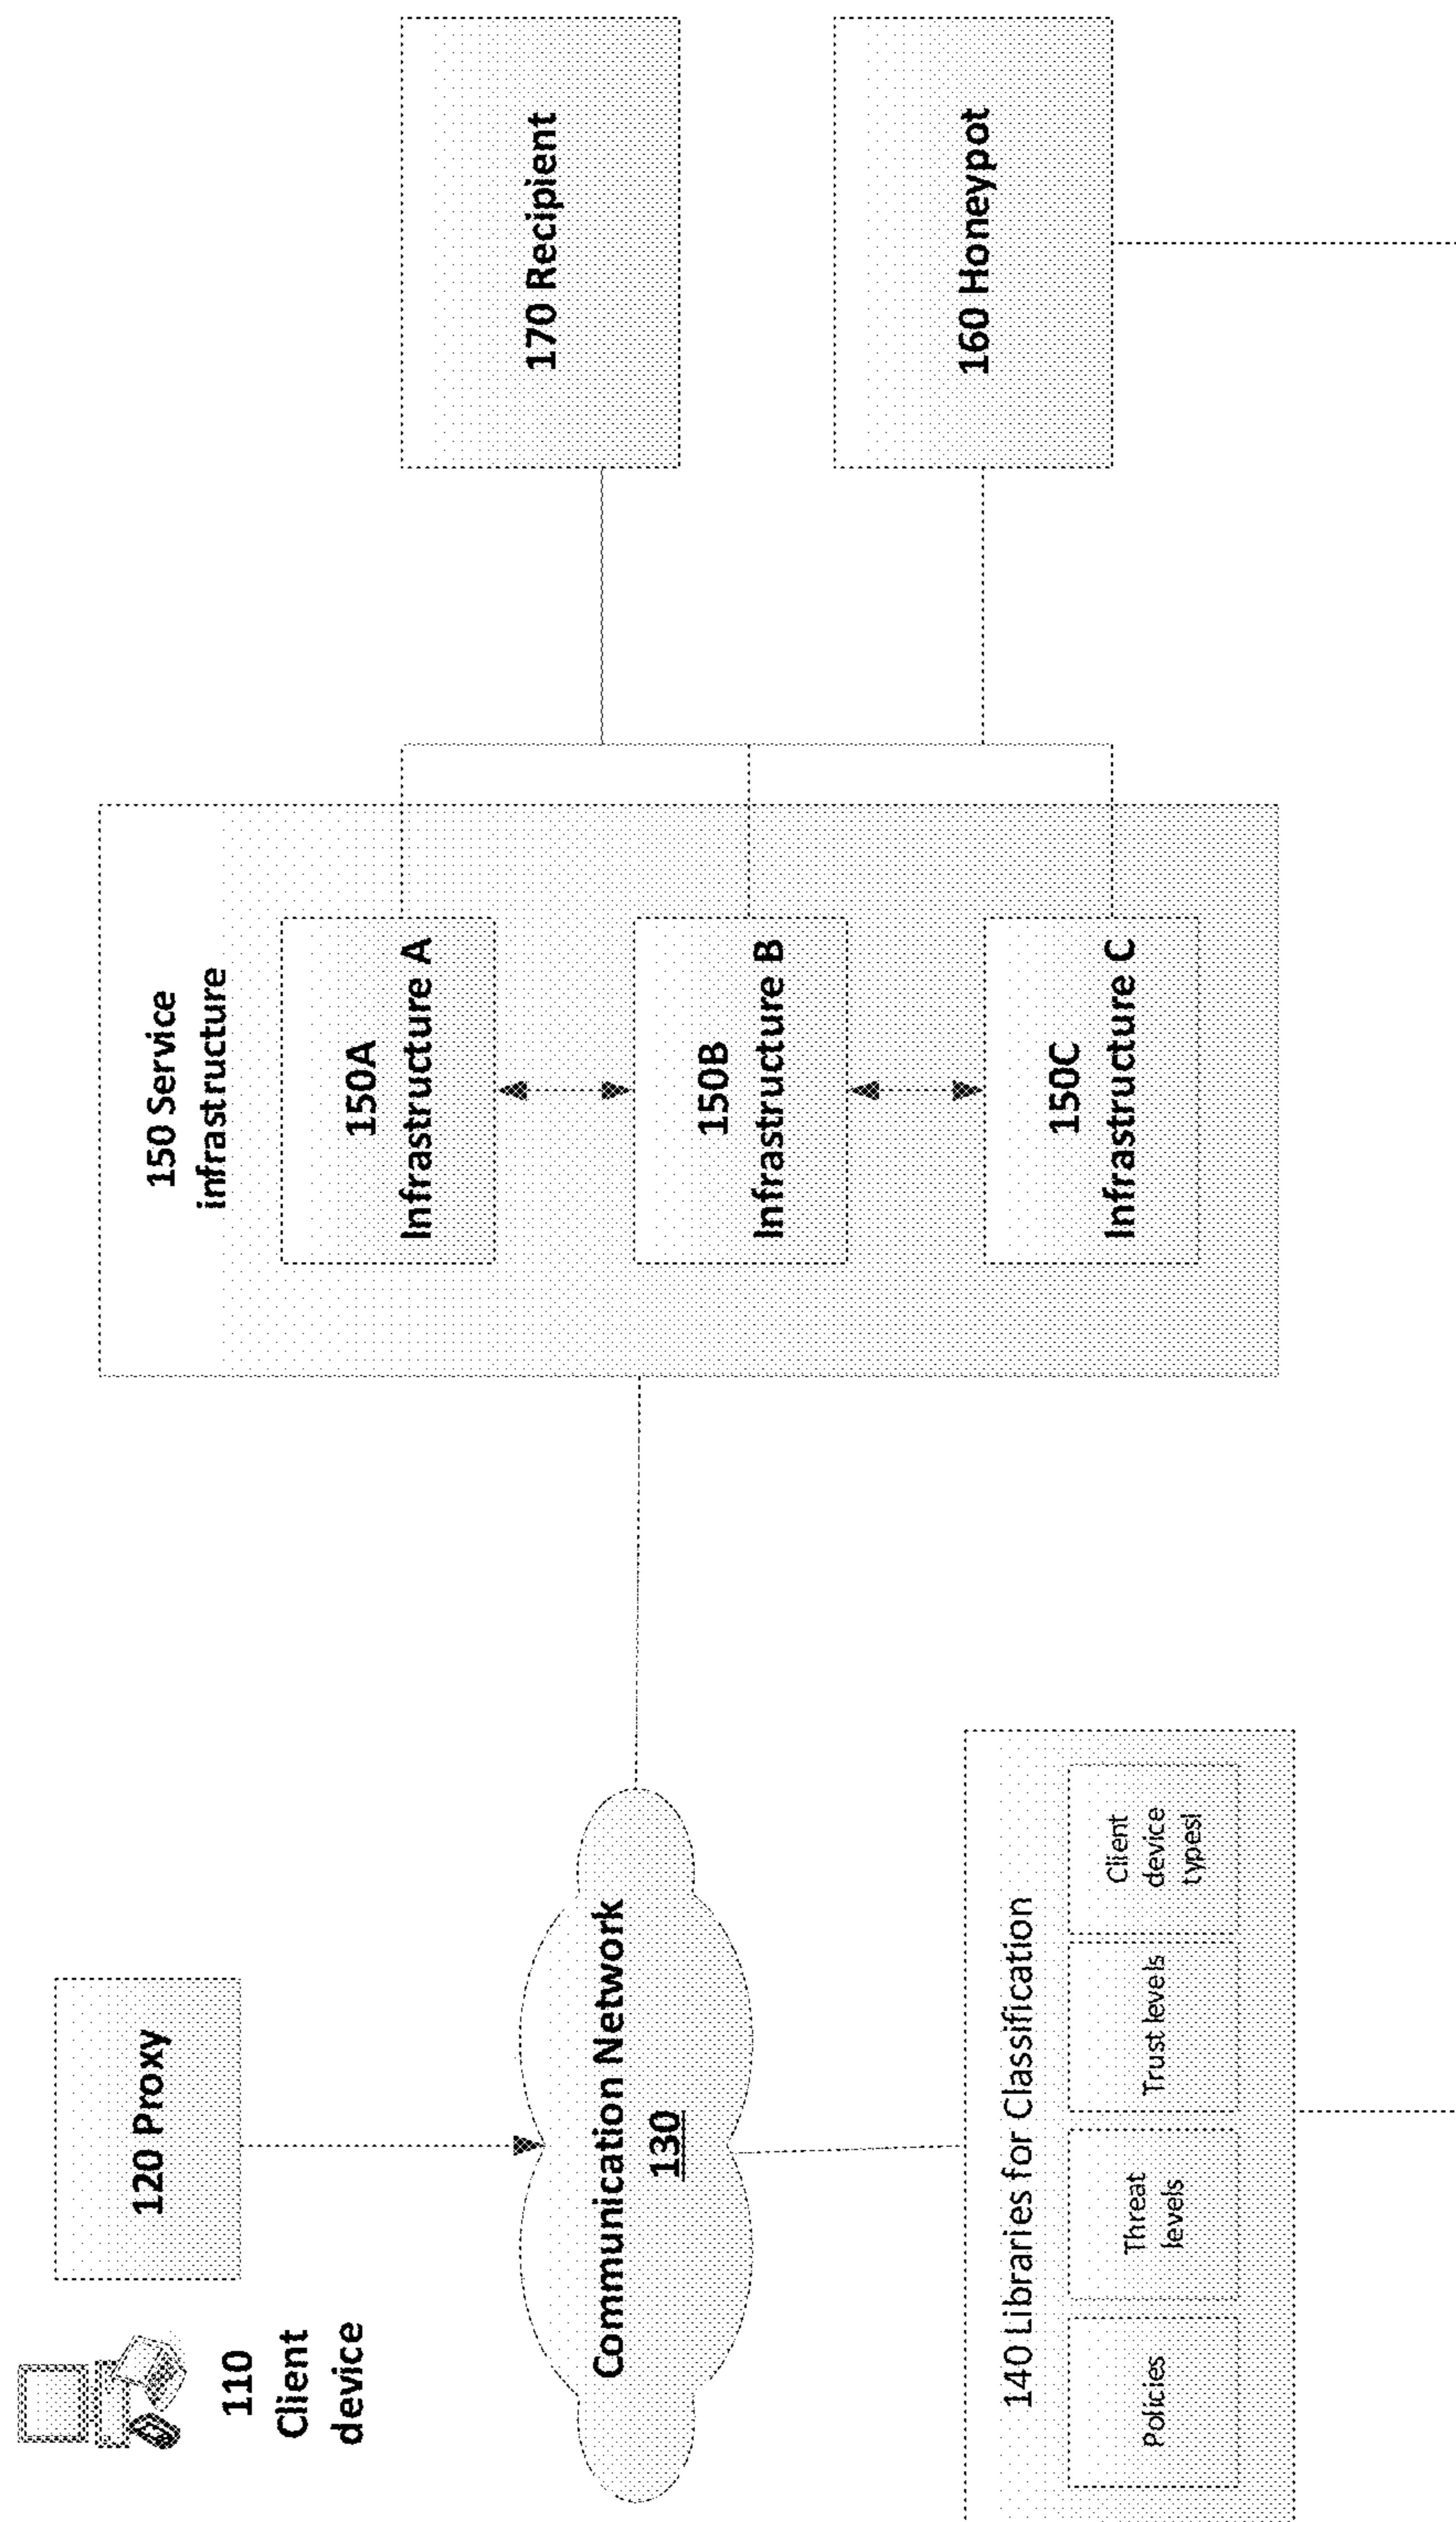 110
Client
device
120 Proxy
Communication Network
130
140 Libraries for Classification
Policies
Threat
levels
Trust levels
Client
device
types!
150 Service
infrastructure
150A
Infrastructure A
150B
Infrastructure B
150C
Infrastructure C
170 Recipient
160 Honeypot